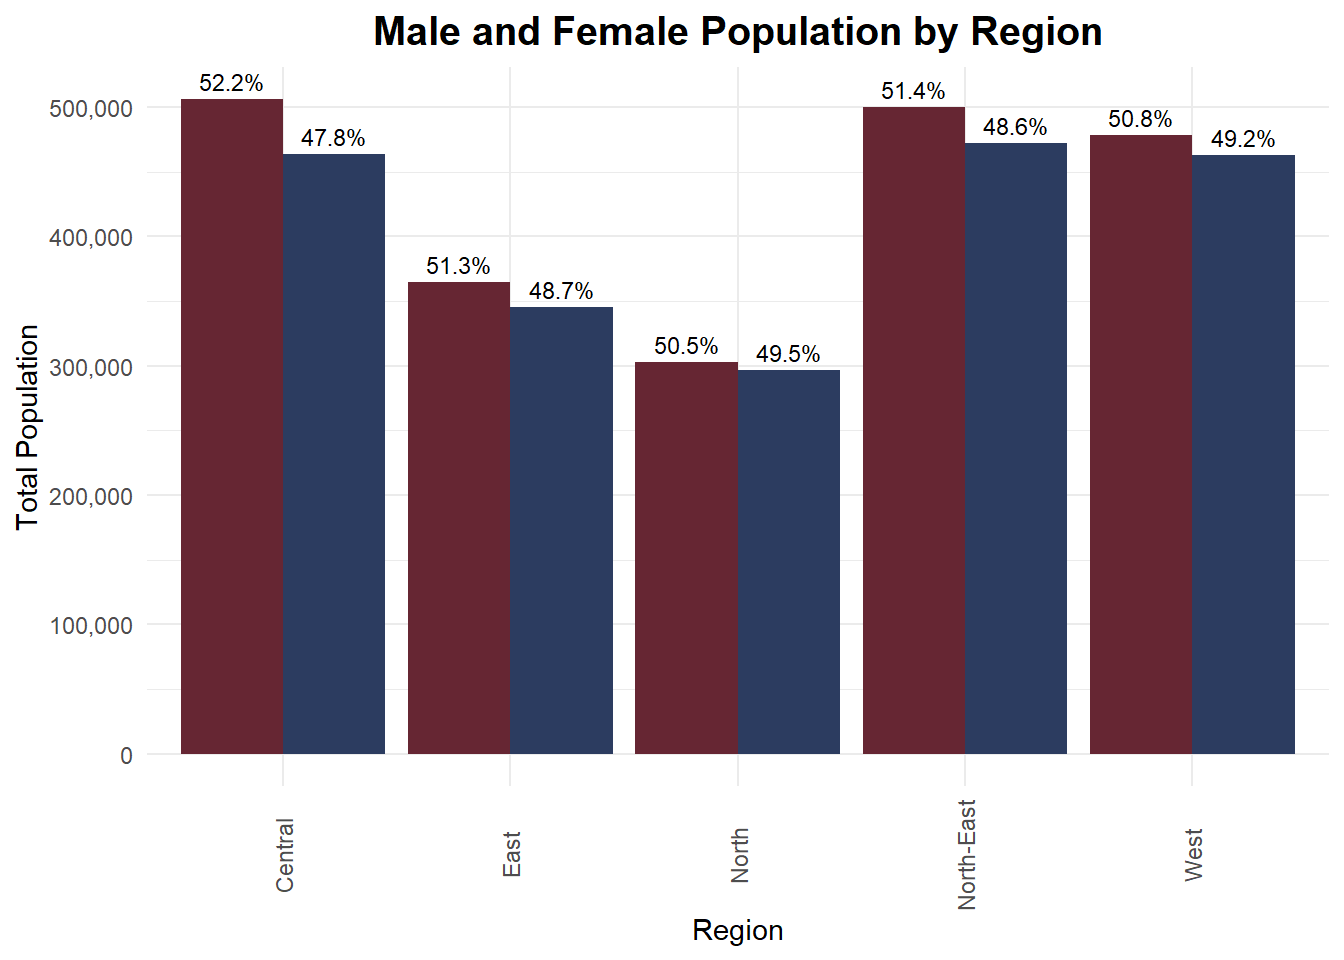 Male and Female Population by Region
52.2%
47.8%
51.3%
48.7%
50.5%
49.5%
51.4%
48.6%
50.8%
49.2%
500,000
400,000
300,000
200,000
100,000
0
Total Population
Central
East
North
North-East
West
Region